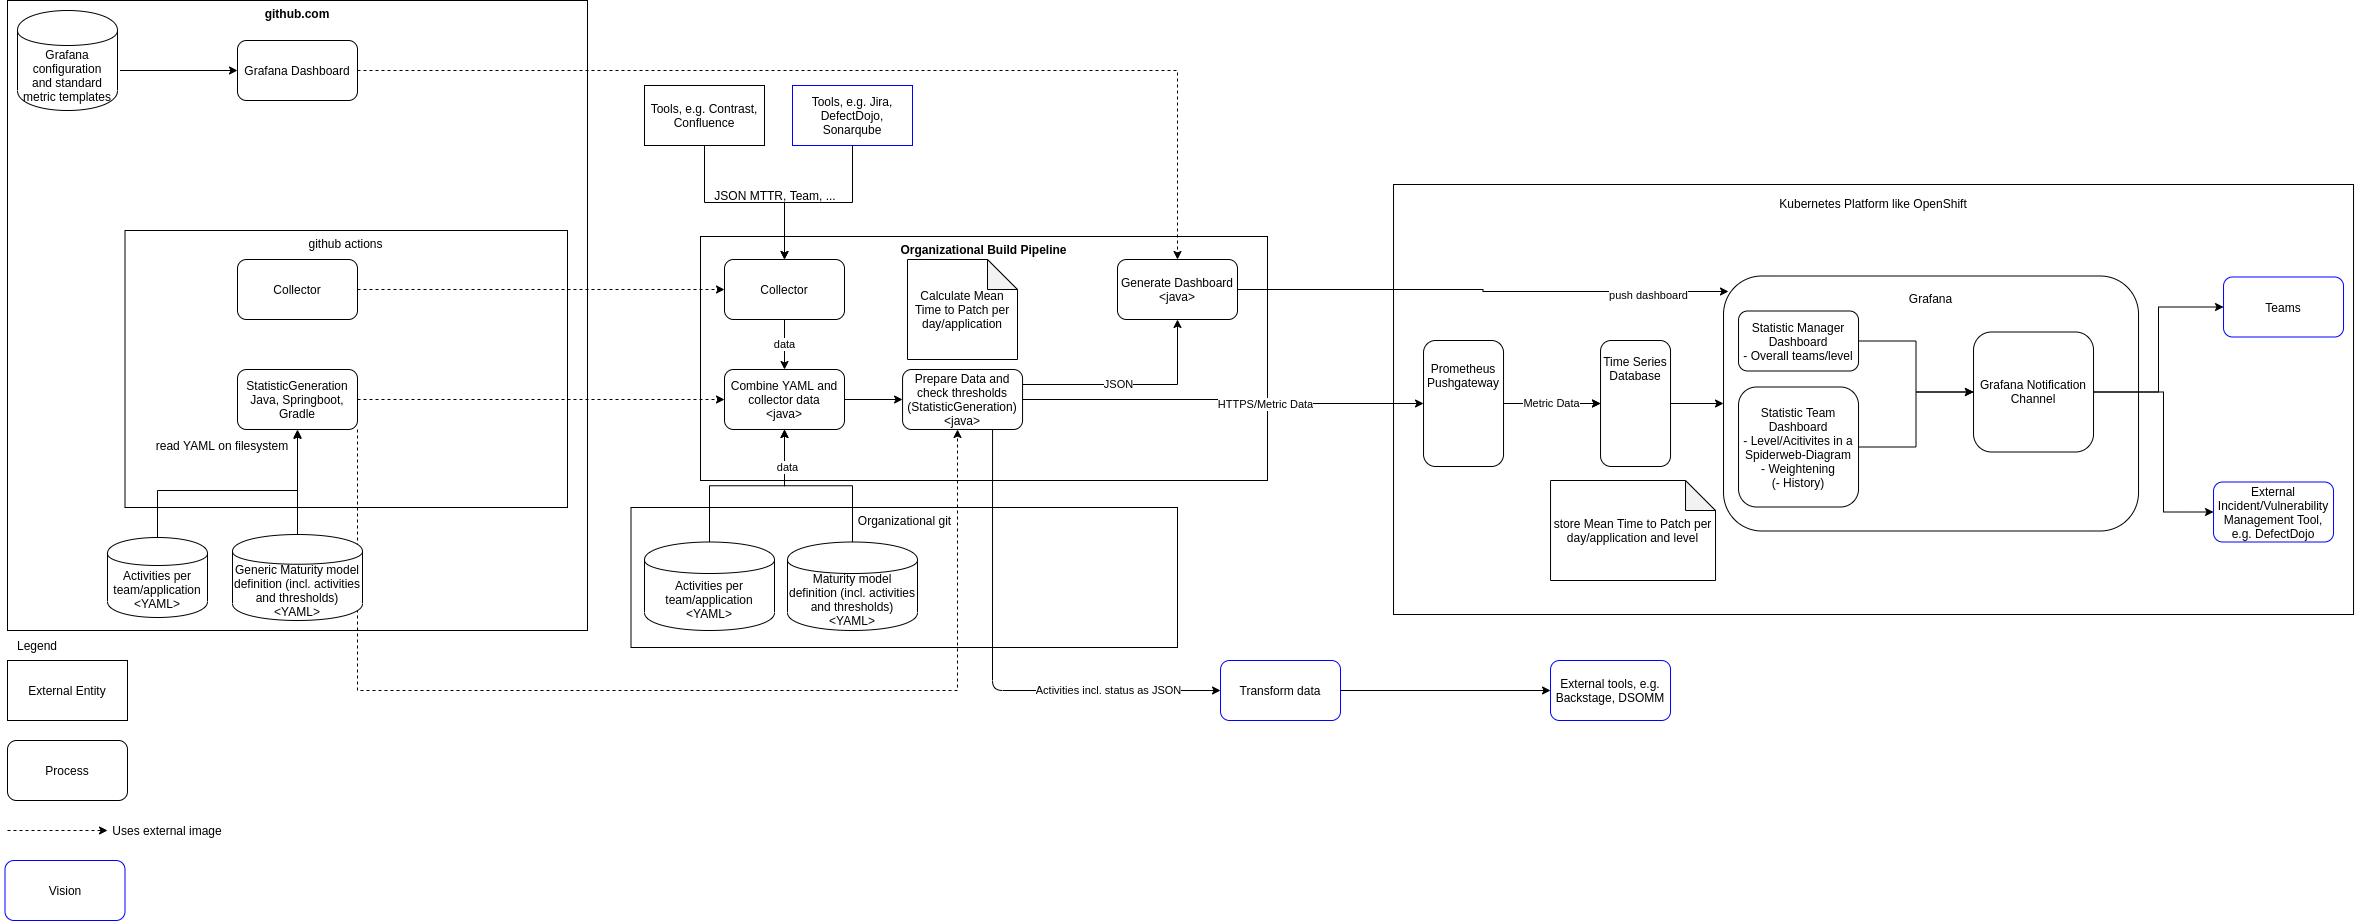 github.com
Grafana
configuration
and standard
metric templates
Grafana Dashboard
Tools, e.g. Contrast,
Confluence
Tools, e.g. Jira,
DefectDojo,
Sonarqube
JSON MTTR, Team, ...
github actions
Collector
StatisticGeneration
Java, Springboot,
Gradle
read YAML on filesystem
Activities per
team/application
<YAML>
Generic Maturity model
definition (incl. activities
and thresholds)
<YAML>
Organizational Build Pipeline
Collector
Calculate Mean
Time to Patch per
day/application
Generate Dashboard
<java>
data
Combine YAML and
collector data
<java>
Prepare Data and
check thresholds
(StatisticGeneration)
<java>
JSON
HTTPS/Metric Data
data
Organizational git
Activities per
team/application
<YAML>
Maturity model
definition (incl. activities
and thresholds)
<YAML>
Kubernetes Platform like OpenShift
push dashboard
Grafana
Prometheus
Pushgateway
Metric Data
Time Series
Database
Statistic Manager
Dashboard
- Overall teams/level
Statistic Team
Dashboard
- Level/Acitivites in a
Spiderweb-Diagram
- Weightening
(- History)
Grafana Notification
Channel
Teams
External
Incident/Vulnerability
Management Tool,
e.g. DefectDojo
store Mean Time to Patch per
day/application and level
Activities incl. status as JSON
Transform data
External tools, e.g.
Backstage, DSOMM
Legend
External Entity
Process
Uses external image
Vision